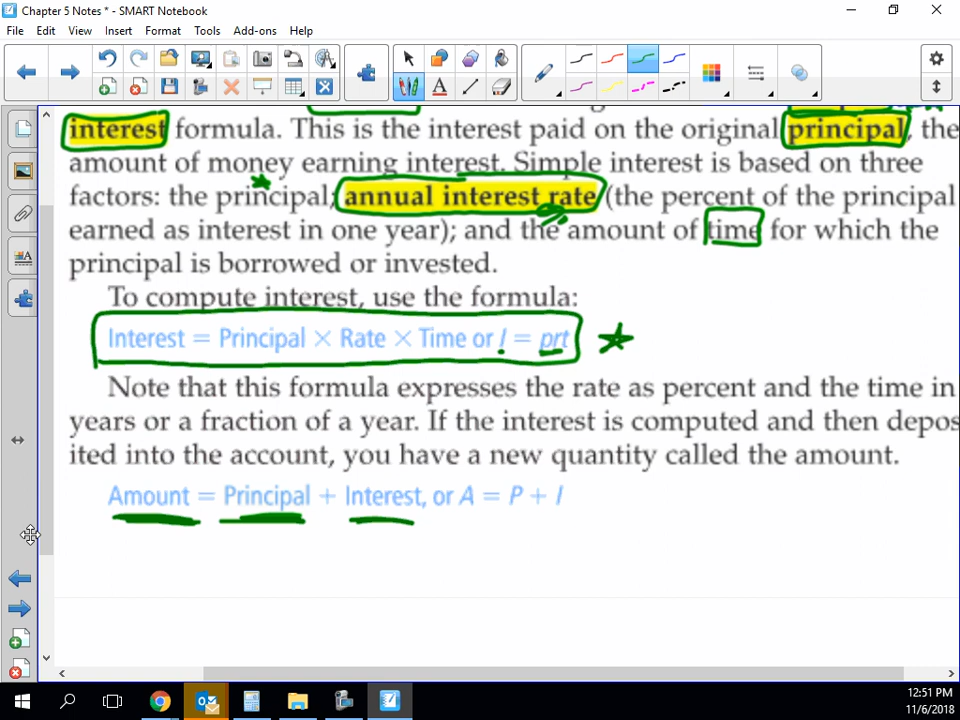 Chapter 5 Notes * - SMART Notebook
File Edit View Insert Format Tools Add-ons Help
interest formula. This is the interest paid on the original principal, the
amount of money earning interest. Simple interest is based on three
factors: the principal; annual interest rate (the percent of the principal
earned as interest in one year); and the amount of time for which the
principal is borrowed or invested.
To compute interest, use the formula:
Interest = Principal × Rate × Time or I = prt
Note that this formula expresses the rate as percent and the time in
years or a fraction of a year. If the interest is computed and then depos
ited into the account, you have a new quantity called the amount.
Amount = Principal + Interest, or A = P + I
12:51 PM
11/6/2018